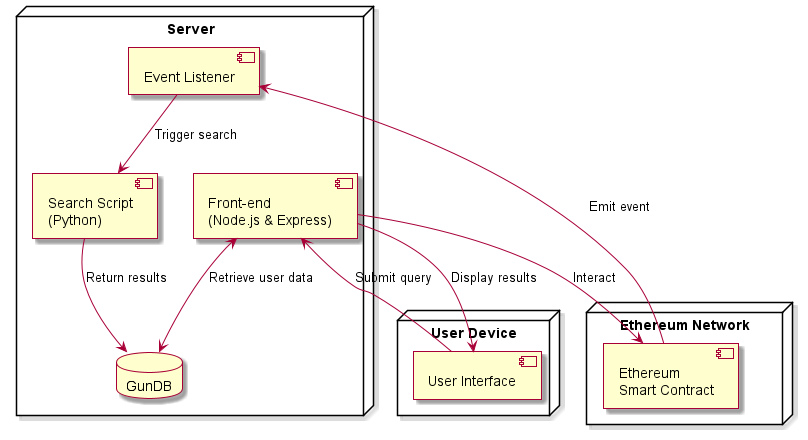 Server
Event Listener
Trigger search
Search Script
(Python)
Front-end
(Node.js & Express)
Emit event
Return results
Retrieve user data
Submit query
Display results
Interact
User Device
Ethereum Network
GunDB
User Interface
Ethereum
Smart Contract